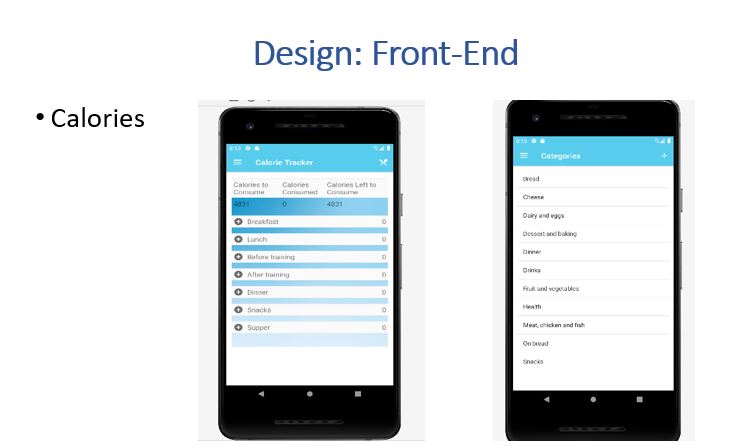 Design: Front-End
• Calories
8:13
Calorie Tracker
Calories to Consume
Calories Consumed
Calories Left to Consume
4831
0
4831
Breakfast 0
Lunch 0
Before training 0
After training 0
Dinner 0
Snacks 0
Supper 0
8:13
Categories
Bread
Cheese
Dairy and eggs
Dessert and baking
Dinner
Drinks
Fruit and vegetables
Health
Meat, chicken and fish
On bread
Snacks